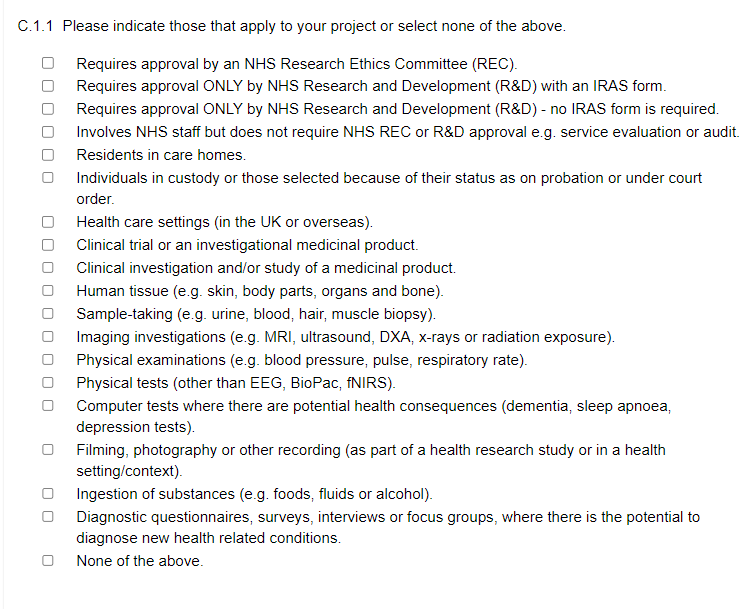 C.1.1 Please indicate those that apply to your project or select none of the above.
Requires approval by an NHS Research Ethics Committee (REC).
Requires approval ONLY by NHS Research and Development (R&D) with an IRAS form.
Requires approval ONLY by NHS Research and Development (R&D) - no IRAS form is required.
Involves NHS staff but does not require NHS REC or R&D approval e.g. service evaluation or audit.
Residents in care homes.
Individuals in custody or those selected because of their status as on probation or under court
order.
Health care settings (in the UK or overseas).
Clinical trial or an investigational medicinal product.
Clinical investigation and/or study of a medicinal product.
Human tissue (e.g. skin, body parts, organs and bone).
Sample-taking (e.g. urine, blood, hair, muscle biopsy).
Imaging investigations (e.g. MRI, ultrasound, DXA, x-rays or radiation exposure).
Physical examinations (e.g. blood pressure, pulse, respiratory rate).
Physical tests (other than EEG, BioPac, fNIRS).
Computer tests where there are potential health consequences (dementia, sleep apnoea,
depression tests).
Filming, photography or other recording (as part of a health research study or in a health
setting/context).
Ingestion of substances (e.g. foods, fluids or alcohol).
Diagnostic questionnaires, surveys, interviews or focus groups, where there is the potential to
diagnose new health related conditions.
None of the above.